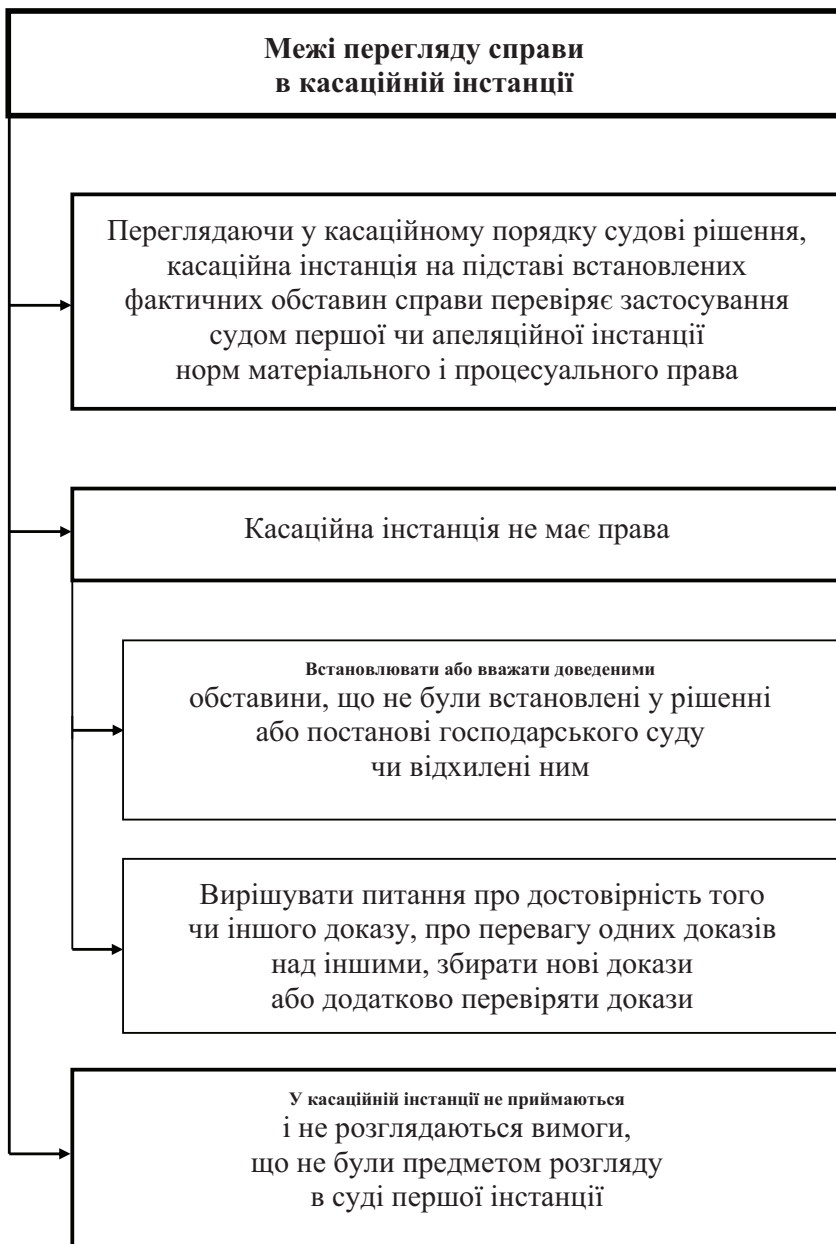 Межі перегляду справи
в касаційній інстанції
Переглядаючи у касаційному порядку судові рішення,
касаційна інстанція на підставі встановлених
фактичних обставин справи перевіряє застосування
судом першої чи апеляційної інстанції
норм матеріального і процесуального права
Касаційна інстанція не має права
Встановлювати або вважати доведеними
обставини, що не були встановлені у рішенні
або постанові господарського суду
чи відхилені ним
Вирішувати питання про достовірність того
чи іншого доказу, про перевагу одних доказів
над іншими, збирати нові докази
або додатково перевіряти докази
У касаційній інстанції не приймаються
і не розглядаються вимоги,
що не були предметом розгляду
в суді першої інстанції